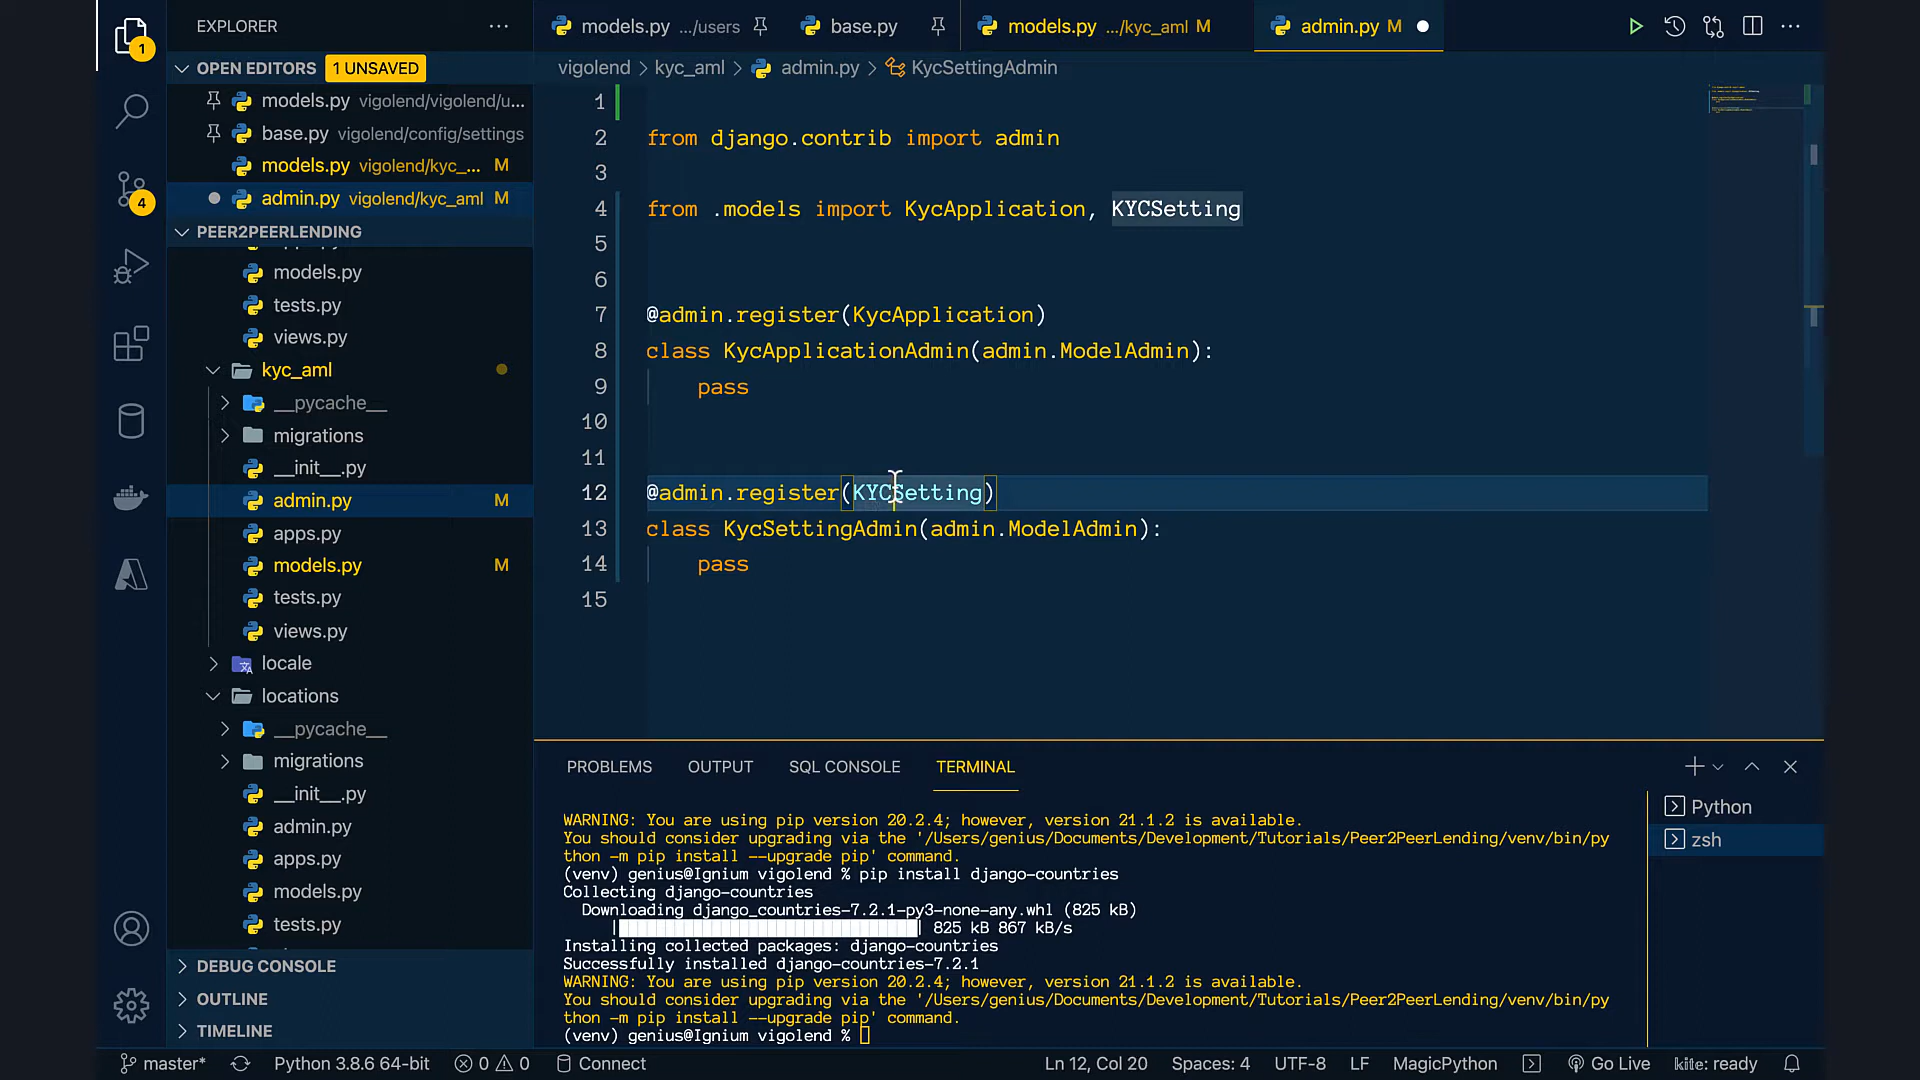 EXPLORER
models.py .../users
base.py
models.py .../kyc_aml M
admin.py M
OPEN EDITORS 1 UNSAVED
vigolend > kyc_aml > admin.py > KycSettingAdmin
models.py vigolend/vigolend/u...
base.py vigolend/config/settings
models.py vigolend/kyc_... M
admin.py vigolend/kyc_aml M
PEER2PEERLENDING
models.py
tests.py
views.py
kyc_aml
__pycache__
migrations
__init__.py
admin.py M
apps.py
models.py M
tests.py
views.py
locale
locations
__pycache__
migrations
__init__.py
admin.py
apps.py
models.py
tests.py
DEBUG CONSOLE
OUTLINE
TIMELINE
1
4
1
2 from django.contrib import admin
3
4 from .models import KycApplication, KYCSetting
5
6
7 @admin.register(KycApplication)
8 class KycApplicationAdmin(admin.ModelAdmin):
9 pass
10
11
12 @admin.register(KYCSetting)
13 class KycSettingAdmin(admin.ModelAdmin):
14 pass
15
PROBLEMS OUTPUT SQL CONSOLE TERMINAL
WARNING: You are using pip version 20.2.4; however, version 21.1.2 is available.
You should consider upgrading via the '/Users/genius/Documents/Development/Tutorials/Peer2PeerLending/venv/bin/py
thon -m pip install --upgrade pip' command.
(venv) genius@Ignium vigolend % pip install django-countries
Collecting django-countries
Downloading django_countries-7.2.1-py3-none-any.whl (825 kB)
825 kB 867 kB/s
Installing collected packages: django-countries
Successfully installed django-countries-7.2.1
WARNING: You are using pip version 20.2.4; however, version 21.1.2 is available.
You should consider upgrading via the '/Users/genius/Documents/Development/Tutorials/Peer2PeerLending/venv/bin/py
thon -m pip install --upgrade pip' command.
(venv) genius@Ignium vigolend %
Python
zsh
master* Python 3.8.6 64-bit 0 0 Connect Ln 12, Col 20 Spaces: 4 UTF-8 LF MagicPython Go Live kite: ready